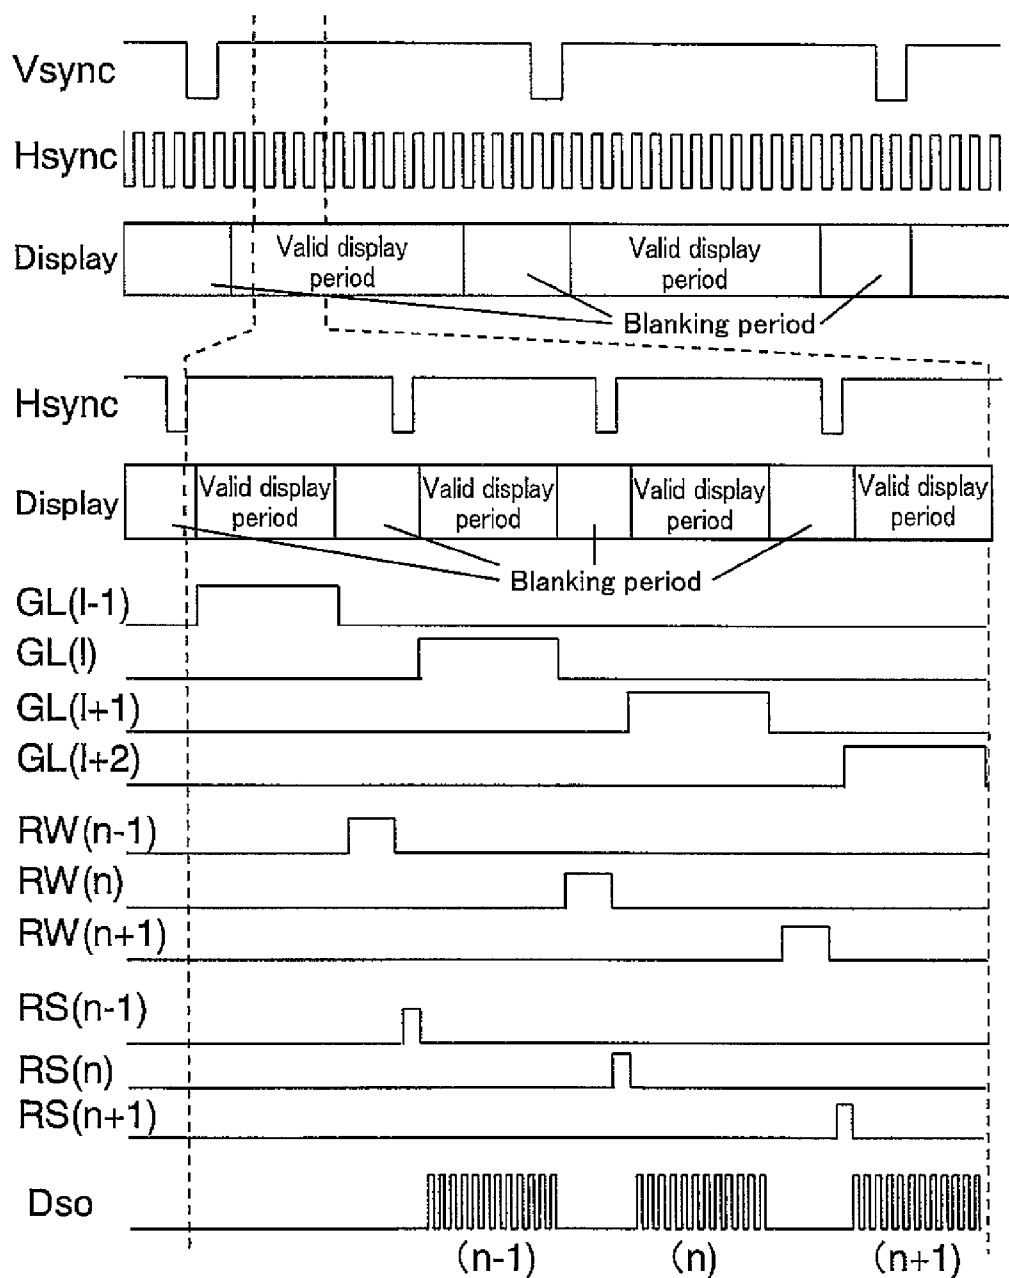 Vsync
Hsync
Display
Valid display
period
Valid display
period
Blanking period
Hsync
Display
Valid display
period
Valid display
period
Valid display
period
Valid display
period
Blanking period
GL(l-1)
GL(l)
GL(l+1)
GL(l+2)
RW(n-1)
RW(n)
RW(n+1)
RS(n-1)
RS(n)
RS(n+1)
Dso
(n-1)
(n)
(n+1)